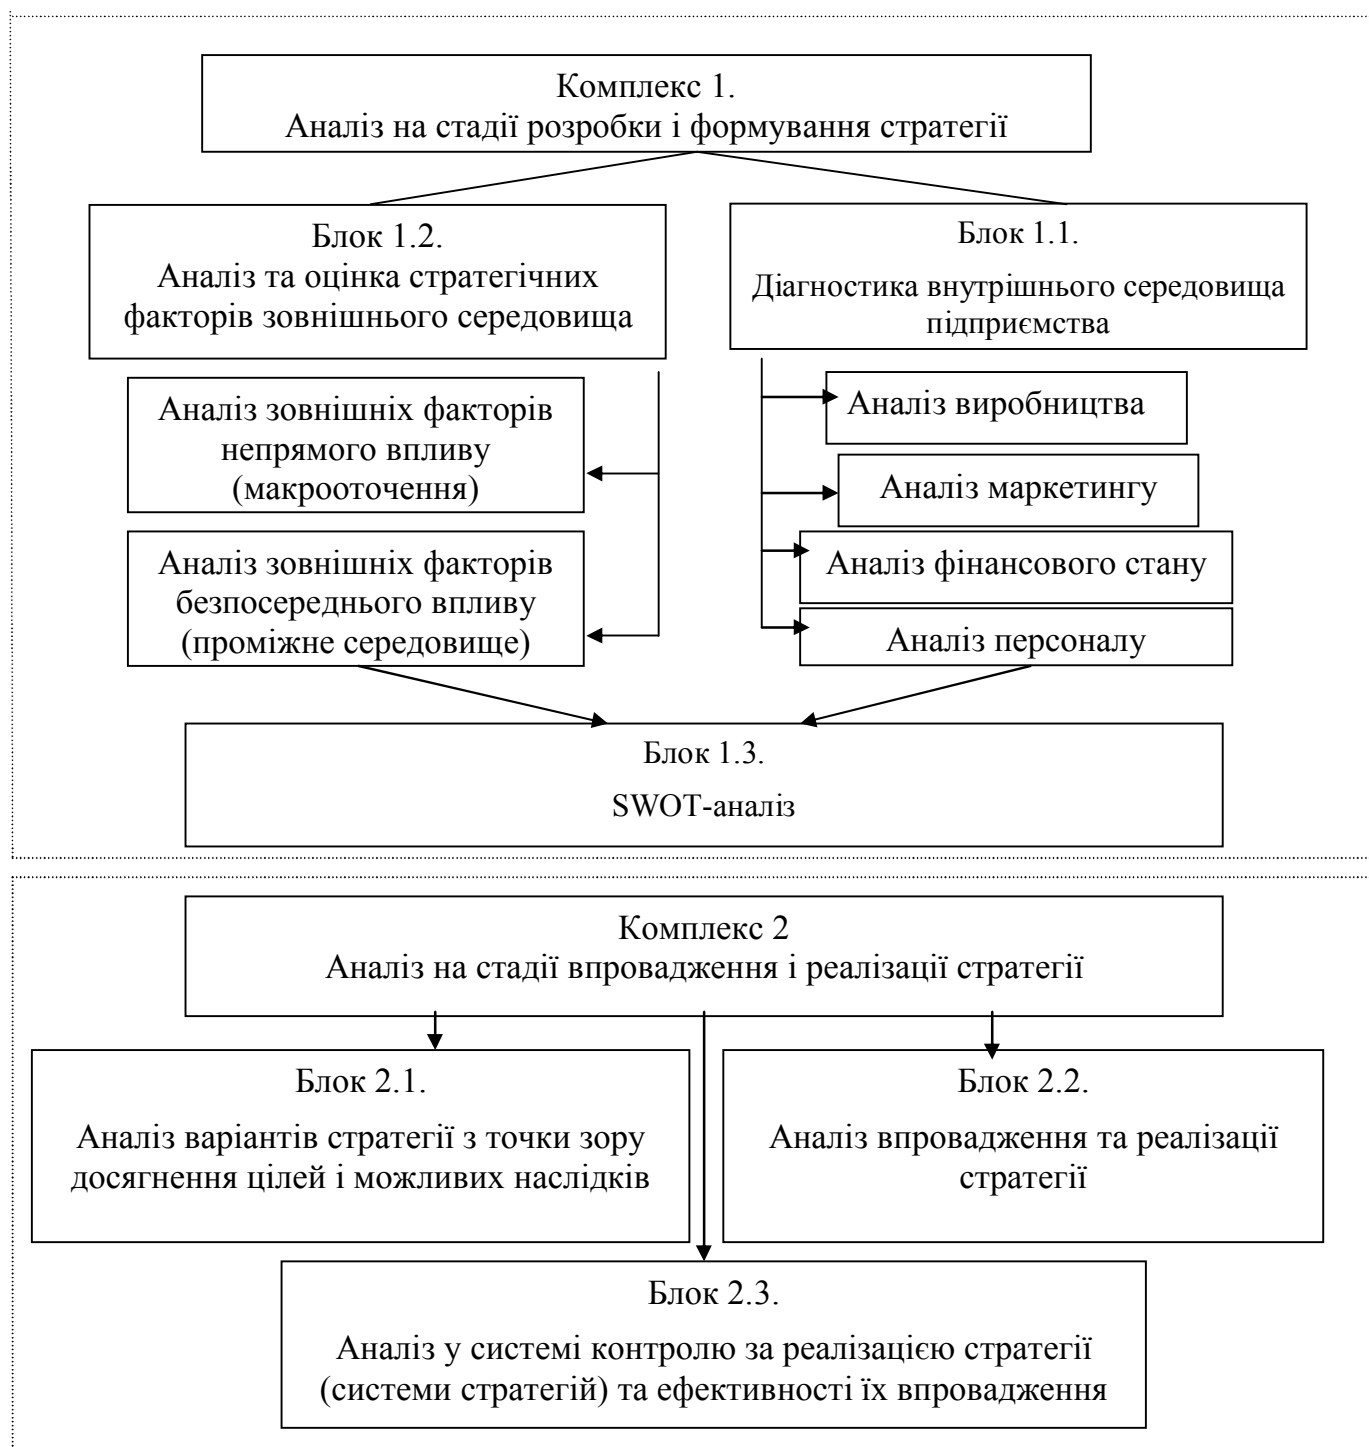 Комплекс 1.
Аналіз на стадії розробки і формування стратегії
Блок 1.2.
Аналіз та оцінка стратегічних
факторів зовнішнього середовища
Блок 1.1.
Діагностика внутрішнього середовища
підприємства
Аналіз зовнішніх факторів
непрямого впливу
(макрооточення)
Аналіз зовнішніх факторів
безпосереднього впливу
(проміжне середовище)
Аналіз виробництва
Аналіз маркетингу
Аналіз фінансового стану
Аналіз персоналу
Блок 1.3.
SWOT-аналіз
Комплекс 2
Аналіз на стадії впровадження і реалізації стратегії
Блок 2.1.
Аналіз варіантів стратегії з точки зору
досягнення цілей і можливих наслідків
Блок 2.2.
Аналіз впровадження та реалізації
стратегії
Блок 2.3.
Аналіз у системі контролю за реалізацією стратегії
(системи стратегій) та ефективності їх впровадження